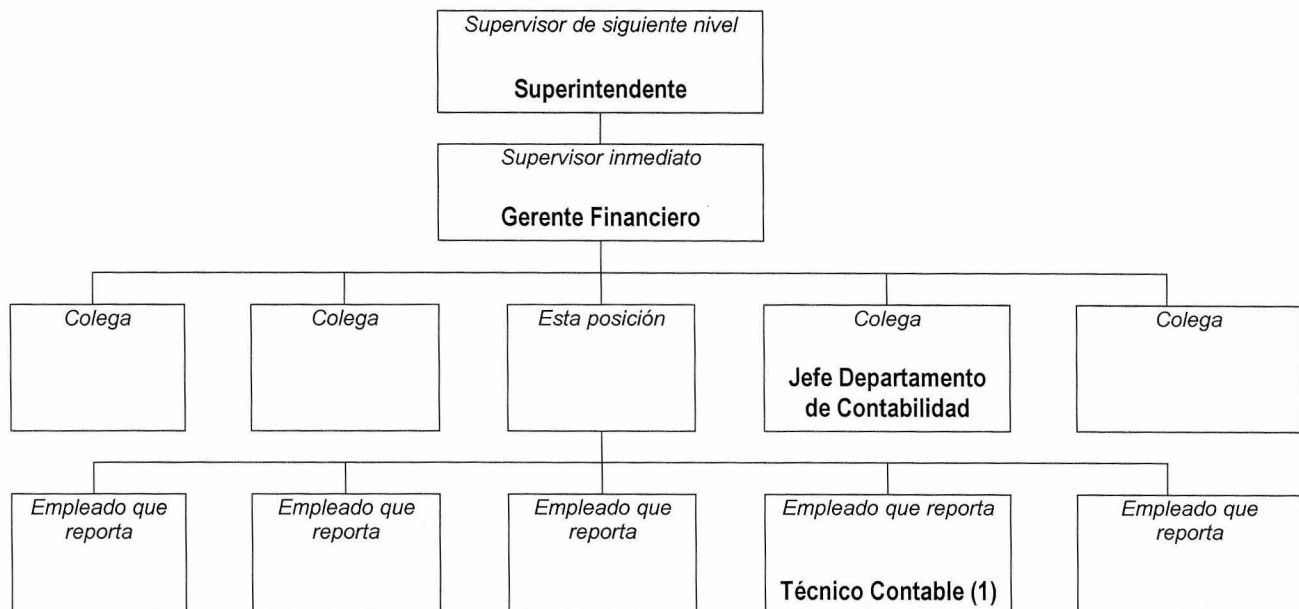 Supervisor de siguiente nivel
Superintendente
Supervisor inmediato
Gerente Financiero
Colega
Colega
Esta posición
Colega
Jefe Departamento
de Contabilidad
Colega
Empleado que
reporta
Empleado que
reporta
Empleado que
reporta
Empleado que reporta
Técnico Contable (1)
Empleado que
reporta